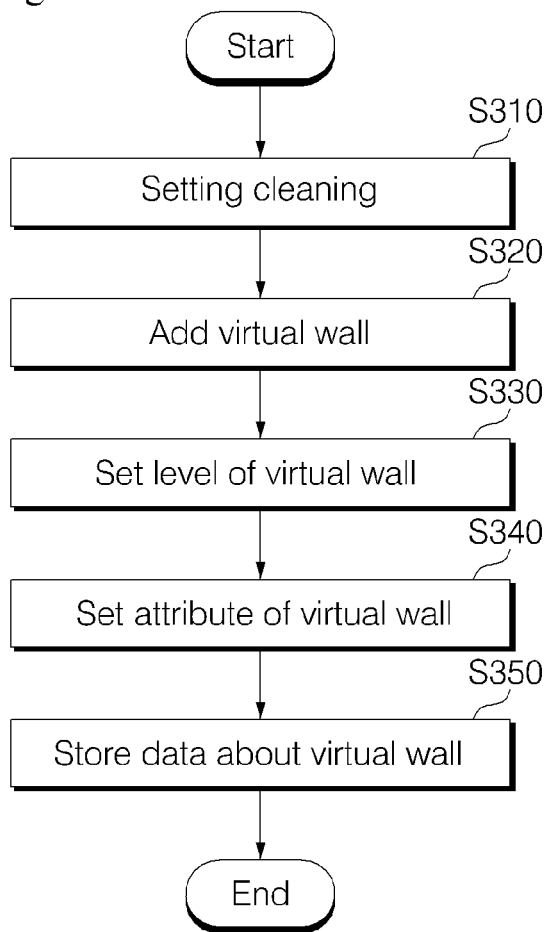 Start
S310
Setting cleaning
S320
Add virtual wall
S330
Set level of virtual wall
S340
Set attribute of virtual wall
S350
Store data about virtual wall
End